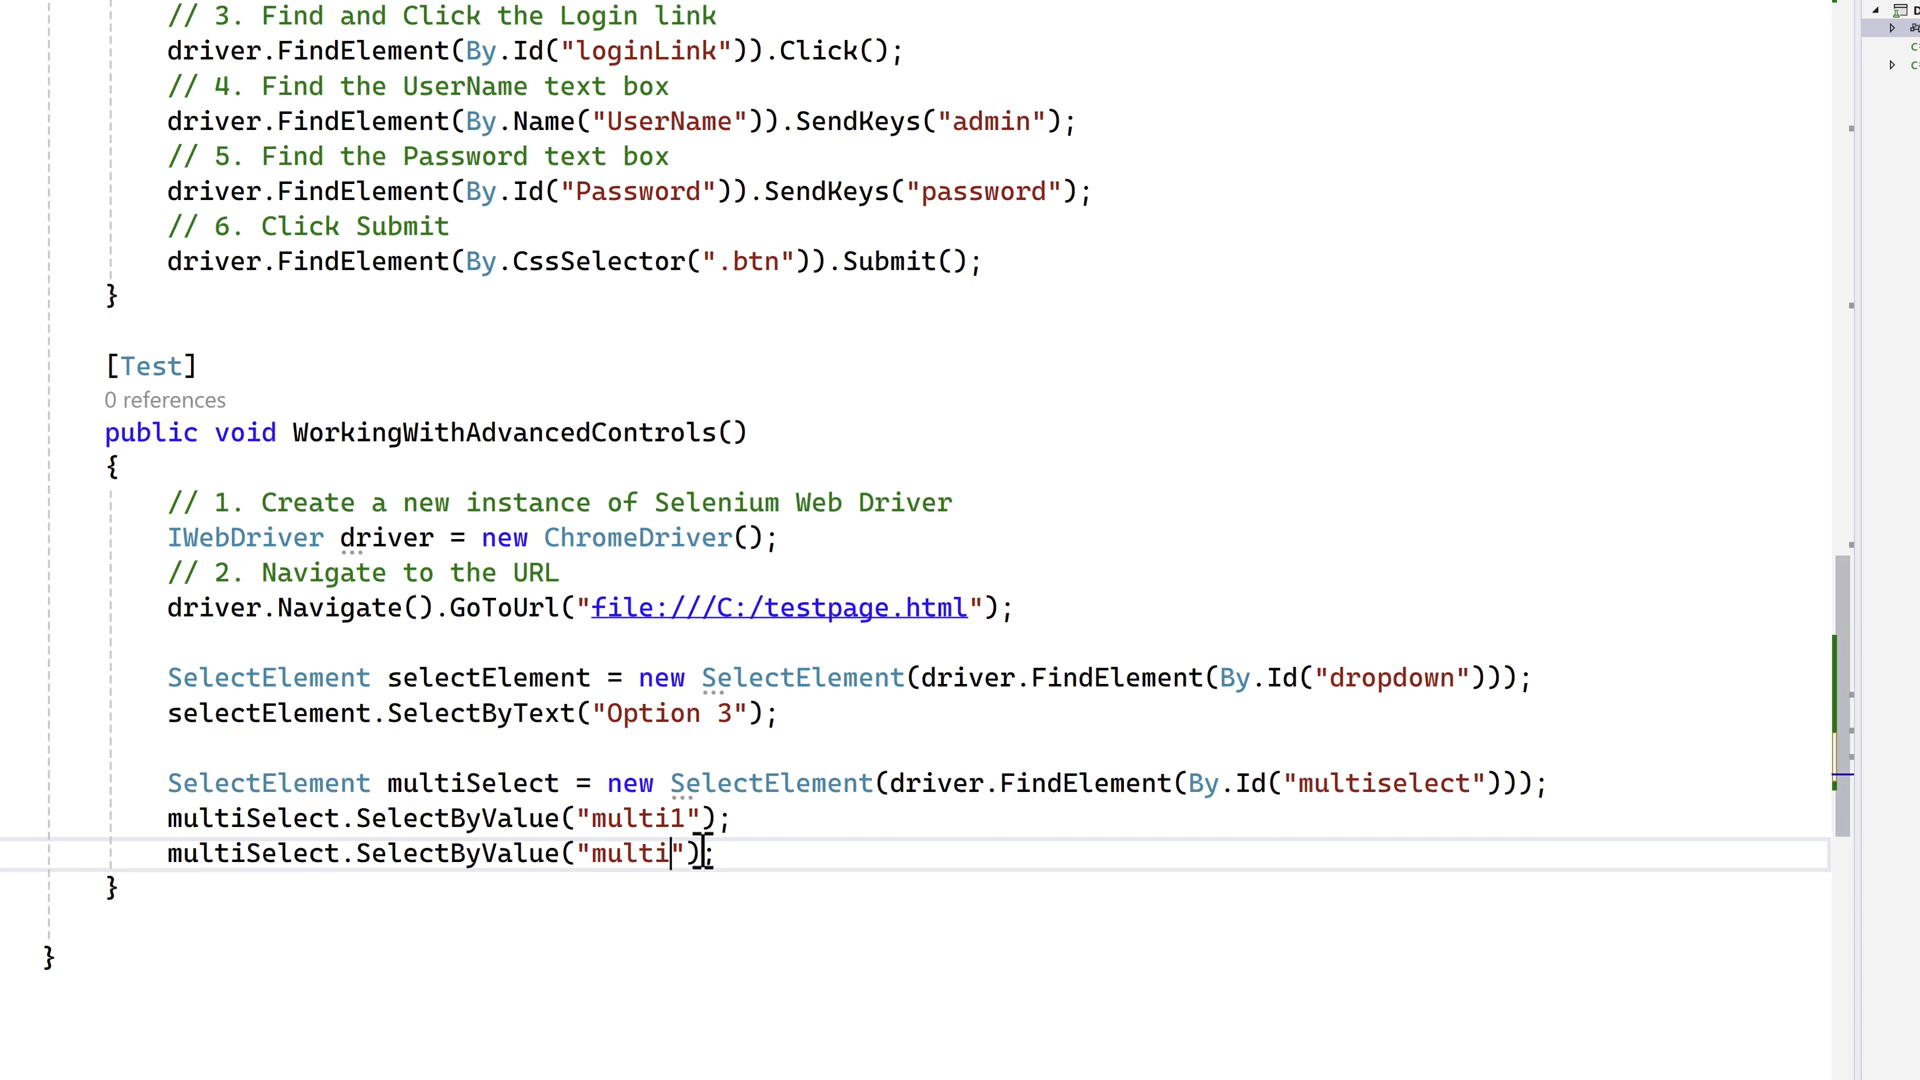 // 3. Find and Click the Login link
driver.FindElement(By.Id("loginLink")).Click();
// 4. Find the UserName text box
driver.FindElement(By.Name("UserName")).SendKeys("admin");
// 5. Find the Password text box
driver.FindElement(By.Id("Password")).SendKeys("password");
// 6. Click Submit
driver.FindElement(By.CssSelector(".btn")).Submit();
}
[Test]
0 references
public void WorkingWithAdvancedControls()
{
// 1. Create a new instance of Selenium Web Driver
IWebDriver driver = new ChromeDriver();
// 2. Navigate to the URL
driver.Navigate().GoToUrl("file:///C:/testpage.html");
SelectElement selectElement = new SelectElement(driver.FindElement(By.Id("dropdown")));
selectElement.SelectByText("Option 3");
SelectElement multiSelect = new SelectElement(driver.FindElement(By.Id("multiselect")));
multiSelect.SelectByValue("multi1");
multiSelect.SelectByValue("multi");
}
}